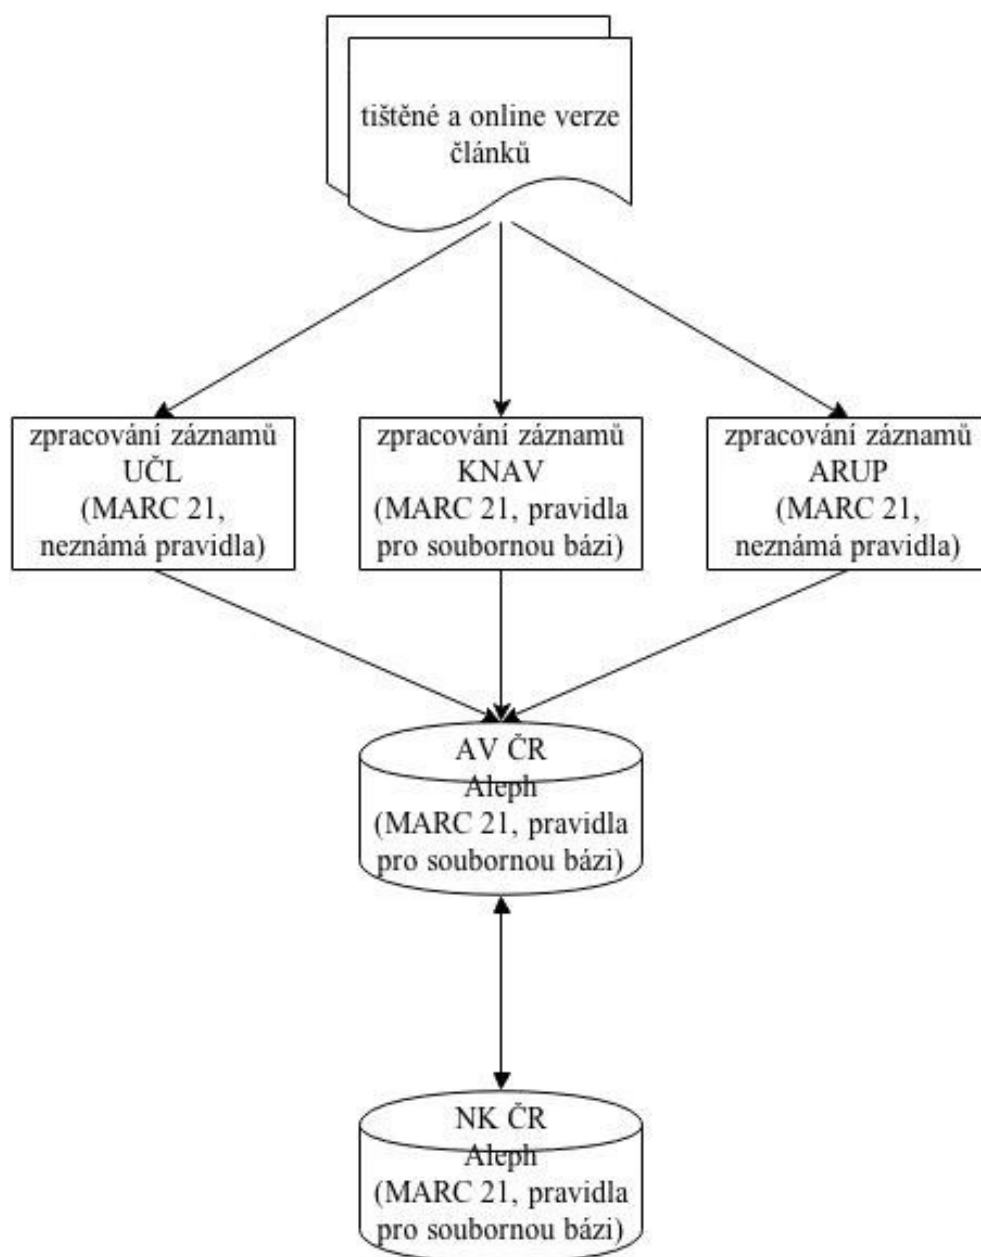 tištěné a online verze
článků
zpracování záznamů
UČL
(MARC 21,
neznámá pravidla)
zpracování záznamů
KNAV
(MARC 21, pravidla
pro soubornou bázi)
zpracování záznamů
ARUP
(MARC 21,
neznámá pravidla)
AV ČR
Aleph
(MARC 21, pravidla
pro soubornou bázi)
NK ČR
Aleph
(MARC 21, pravidla
pro soubornou bázi)